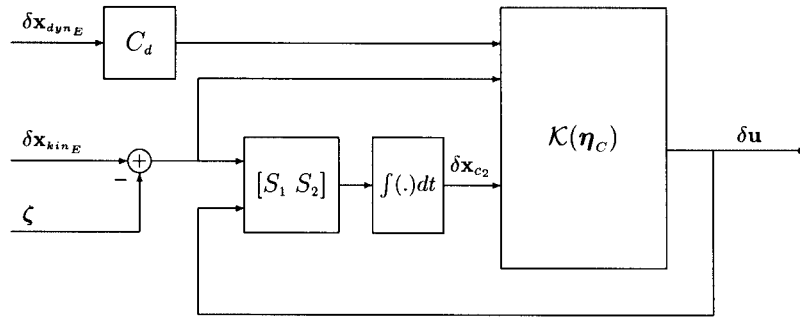 δx_{dyn_E}
C_d
δx_{kin_E}
+
−
ζ
[S_1 S_2]
∫(.)dt
δx_{c_2}
K(η_C)
δu